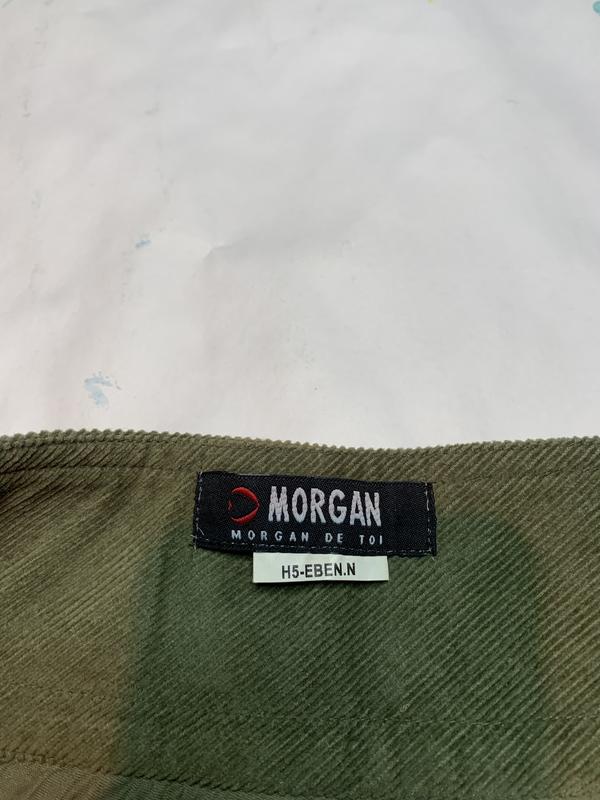 MORGAN
MORGAN DE TOI
H5-EBEN.N